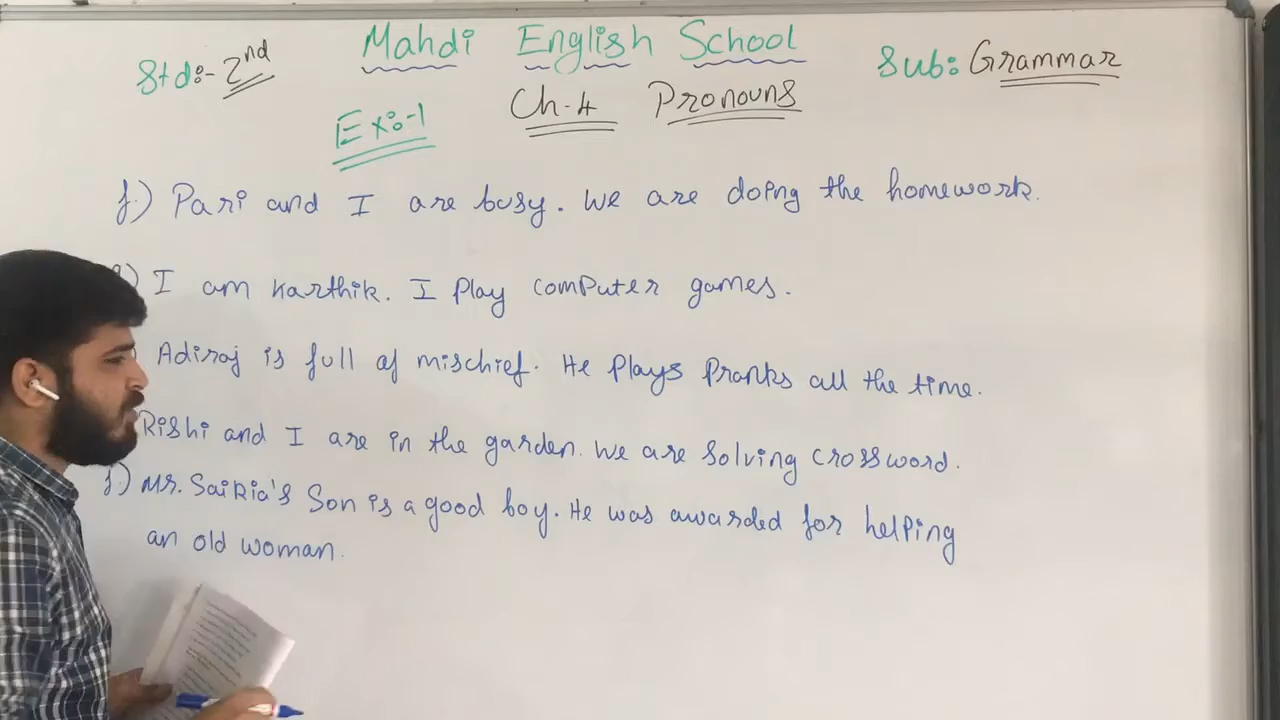 Mahdi English School
Std:- 2nd
Sub: Grammar
Ch-4 Pronouns
Ex:-1
f.) Pari and I are busy. We are doing the homework.
) I am Karthik. I Play computer games.
Adiraj is full of mischief. He Plays Pranks all the time.
Rishi and I are in the garden. We are solving crossword.
j.) Mr. Saikia's Son is a good boy. He was awarded for helping
an old woman.